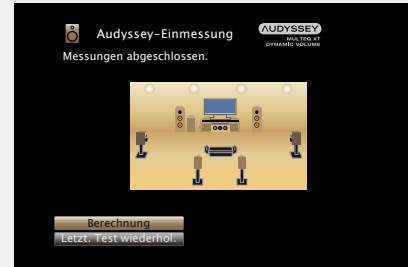 Audyssey-Einmessung
AUDYSSEY
MULTEQ XT
DYNAMIC VOLUME
Messungen abgeschlossen.
Berechnung
Letzt. Test wiederhol.